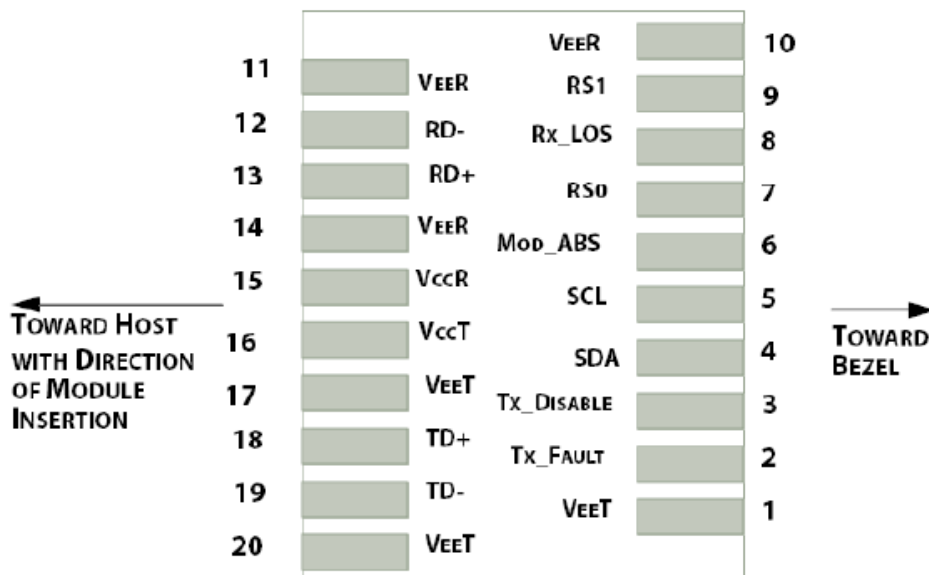 11 VEER
12 RD-
13 RD+
14 VEER
15 VCCR
16 VCCT
17 VEET
18 TD+
19 TD-
20 VEET
VEER 10
RS1 9
RX_LOS 8
RS0 7
MOD_ABS 6
SCL 5
SDA 4
TX_DISABLE 3
TX_FAULT 2
VEET 1
TOWARD HOST
WITH DIRECTION
OF MODULE
INSERTION
TOWARD
BEZEL